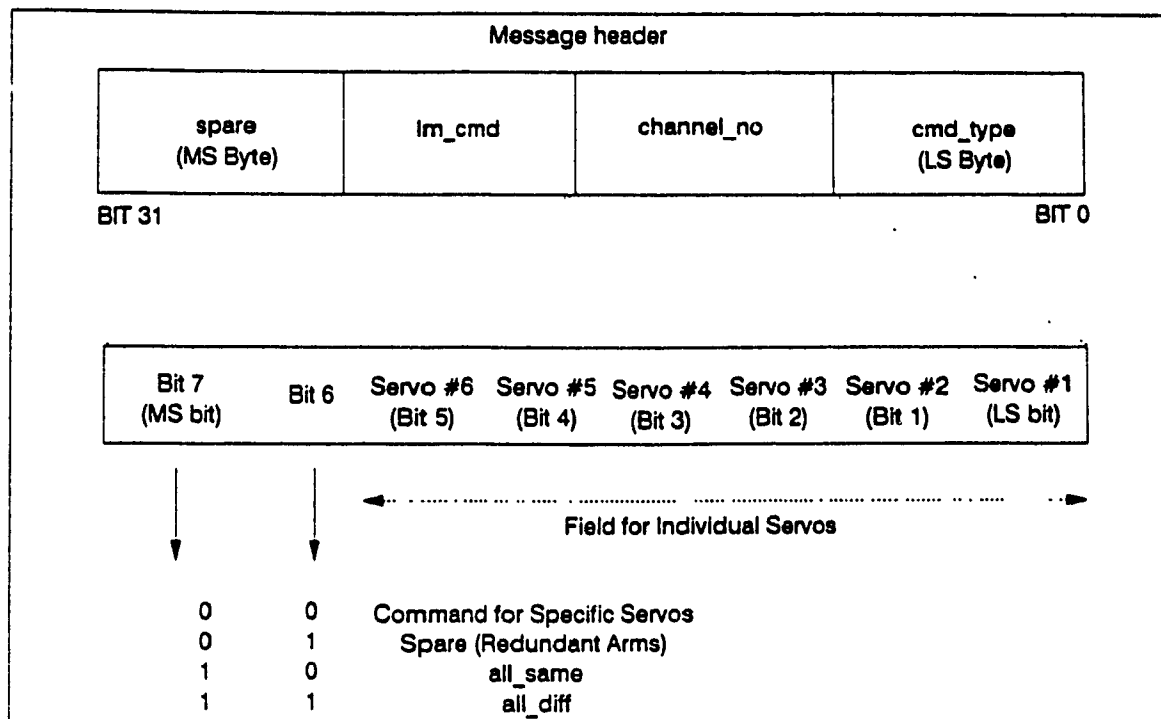 Message header
spare lm_cmd channel_no cmd_type
(MS Byte) (LS Byte)
BIT 31 BIT 0
Bit 7 Bit 6 Servo #6 Servo #5 Servo #4 Servo #3 Servo #2 Servo #1
(MS bit) (Bit 5) (Bit 4) (Bit 3) (Bit 2) (Bit 1) (LS bit)
Field for Individual Servos
0 0 Command for Specific Servos
0 1 Spare (Redundant Arms)
1 0 all_same
1 1 all_diff